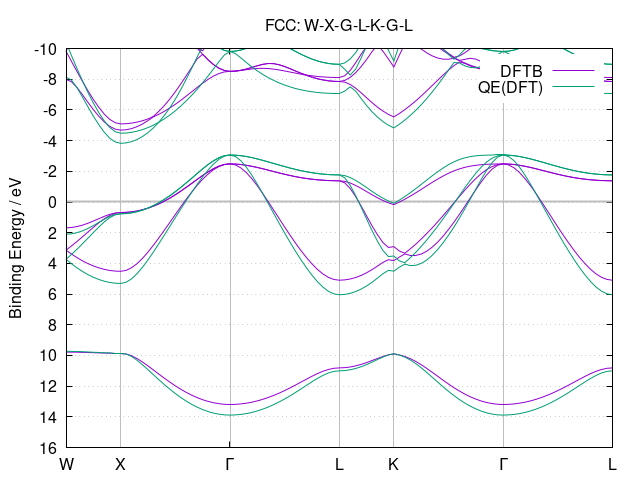 FCC: W-X-G-L-K-G-L
DFTB
QE(DFT)
Binding Energy / eV
-10
-8
-6
-4
-2
0
2
4
6
8
10
12
14
16
W X Γ L K Γ L